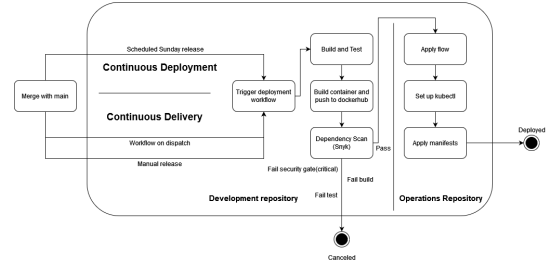 Scheduled Sunday release
Continuous Deployment
Merge with main
Continuous Delivery
Workflow on dispatch
Manual release
Trigger deployment
workflow
Build and Test
Build container and
push to dockerhub
Dependency Scan
(Snyk)
Pass
Fail security gate(critical)
Fail build
Fail test
Development repository
Canceled
Apply flow
Set up kubectl
Apply manifests
Operations Repository
Deployed